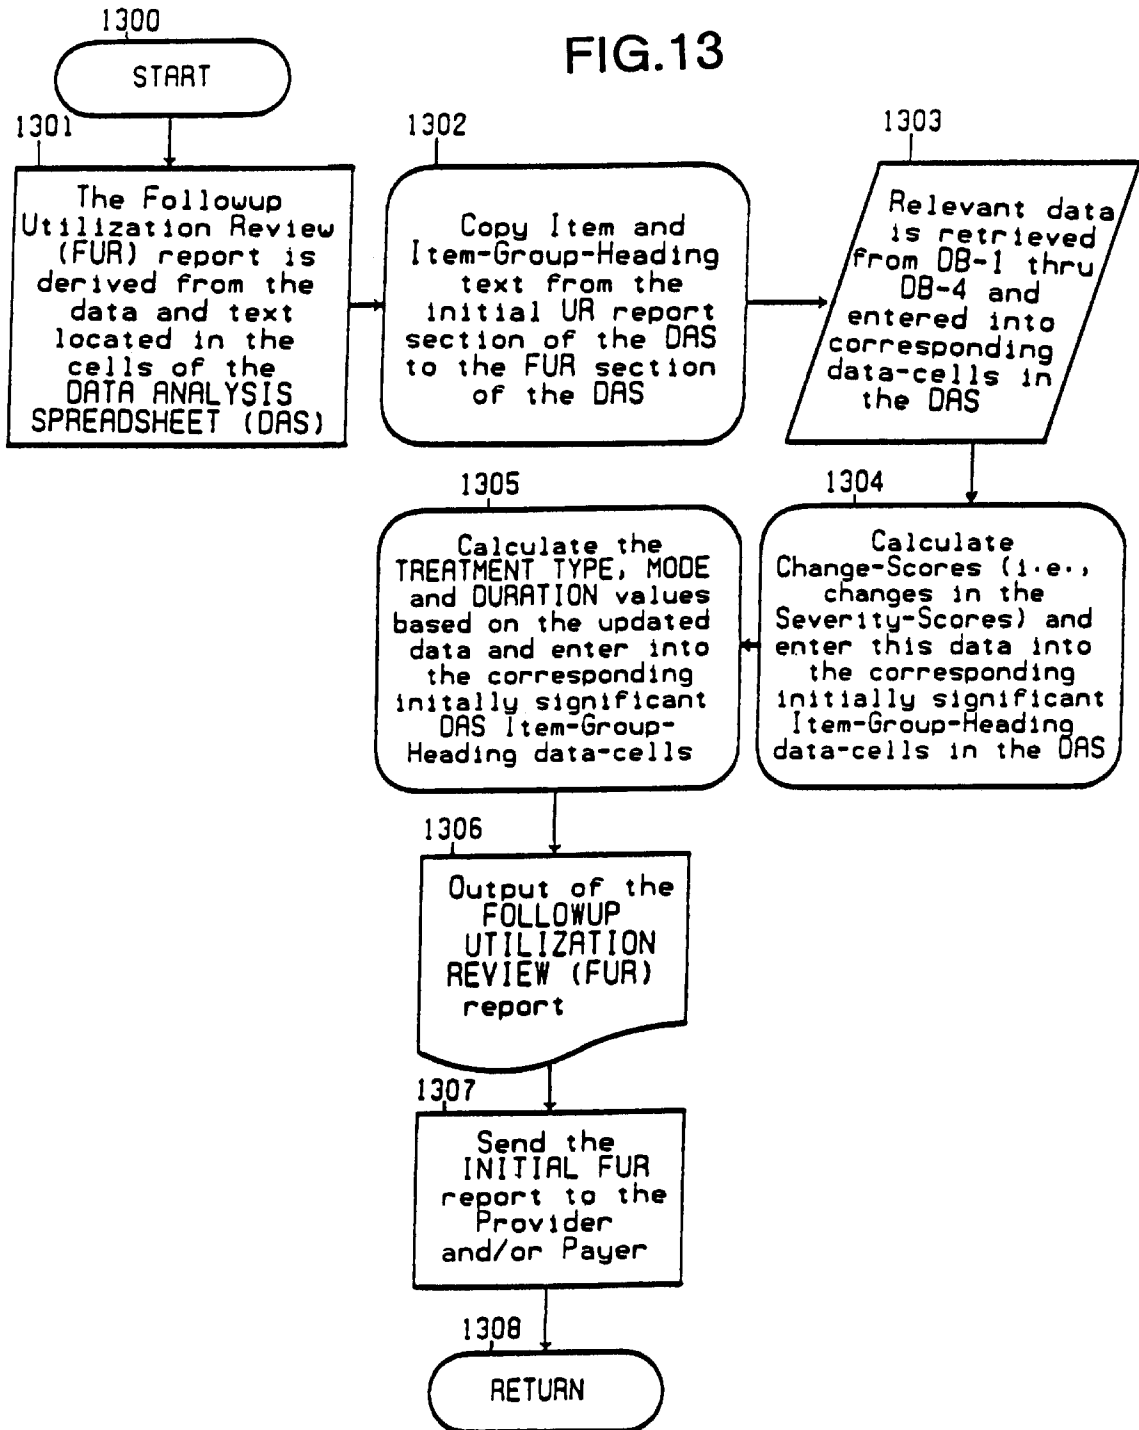 FIG.13
1300
START
1301
The Followup
Utilization Review
(FUR) report is
derived from the
data and text
located in the
cells of the
DATA ANALYSIS
SPREADSHEET (DAS)
1302
Copy Item and
Item-Group-Heading
text from the
initial UR report
section of the DAS
to the FUR section
of the DAS
1303
Relevant data
is retrieved
from DB-1 thru
DB-4 and
entered into
corresponding
data-cells in
the DAS
1304
Calculate
Change-Scores (i.e.,
changes in the
Severity-Scores) and
enter this data into
the corresponding
initially significant
Item-Group-Heading
data-cells in the DAS
1305
Calculate the
TREATMENT TYPE, MODE
and DURATION values
based on the updated
data and enter into
the corresponding
initally significant
DAS Item-Group-
Heading data-cells
1306
Output of the
FOLLOWUP
UTILIZATION
REVIEW (FUR)
report
1307
Send the
INITIAL FUR
report to the
Provider
and/or Payer
1308
RETURN